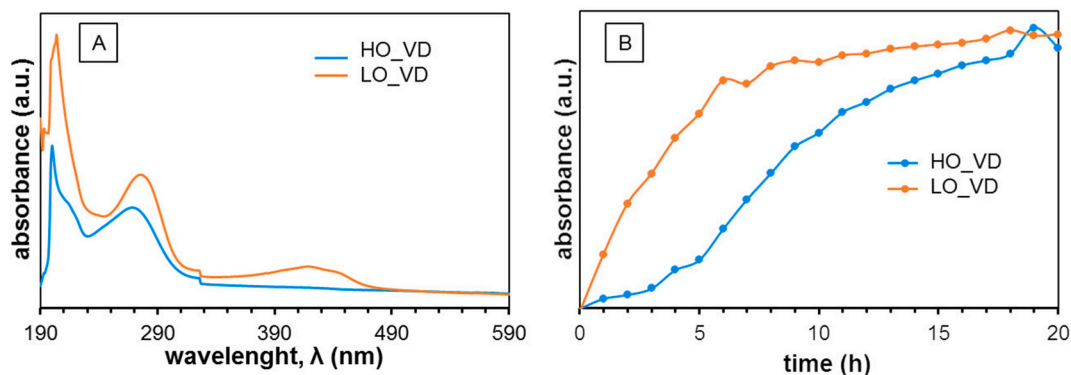 A
HO_VD
LO_VD
absorbance (a.u.)
190 290 390 490 590
wavelenght, λ (nm)
B
HO_VD
LO_VD
absorbance (a.u.)
0 5 10 15 20
time (h)